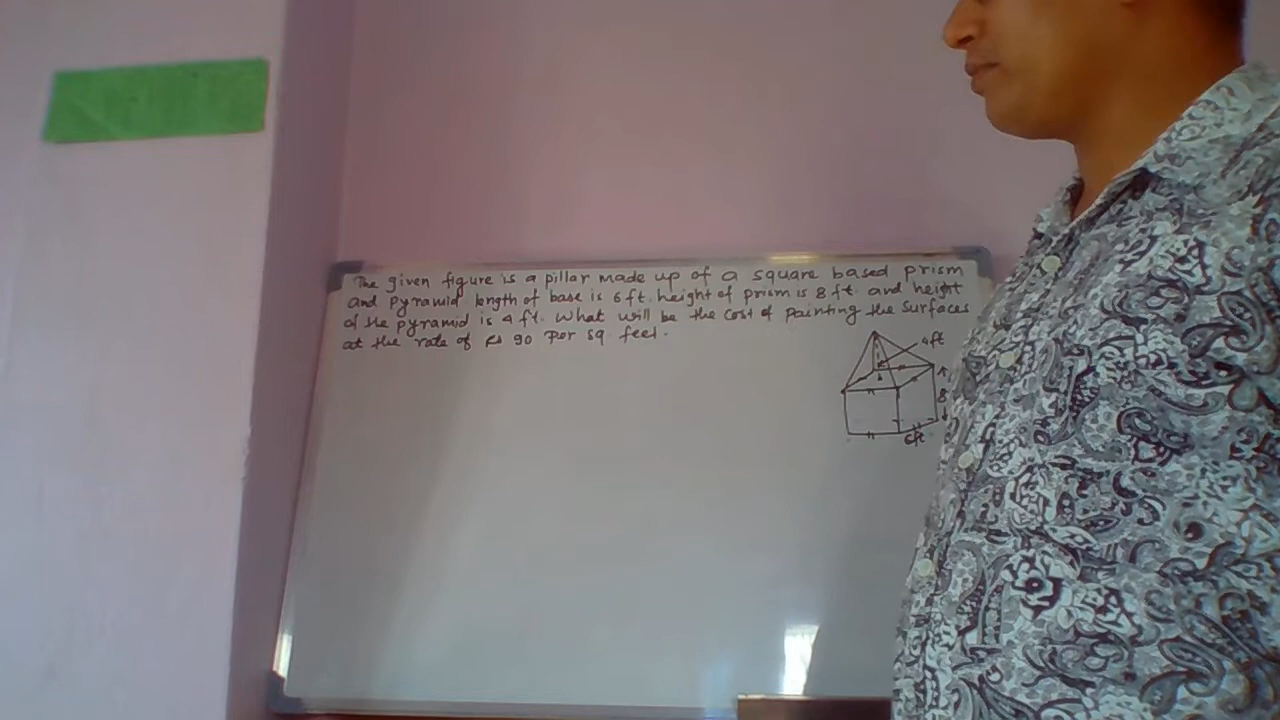 The given figure is a pillar made up of a square based prism
and pyramid length of base is 6ft. height of prism is 8 ft. and height
of the pyramid is 4 ft. What will be the cost of painting the surfaces
at the rate of Rs 90 per sq feet.
4ft
8
6ft